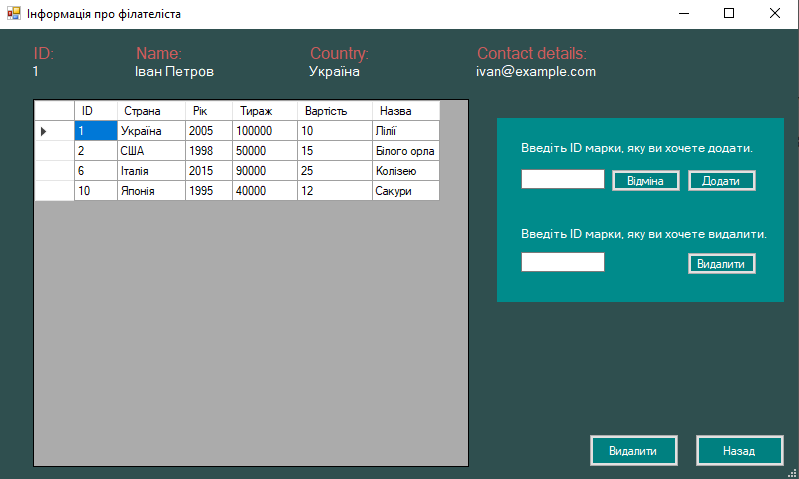 Інформація про філателіста
ID: Name: Country: Contact details:
1 Іван Петров Україна ivan@example.com
ID Страна Рік Тираж Вартість Назва
1 Україна 2005 100000 10 Лілії
2 США 1998 50000 15 Білого орла
6 Італія 2015 90000 25 Колізею
10 Японія 1995 40000 12 Сакури
Введіть ID марки, яку ви хочете додати.
Відміна Додати
Введіть ID марки, яку ви хочете видалити.
Видалити
Видалити Назад